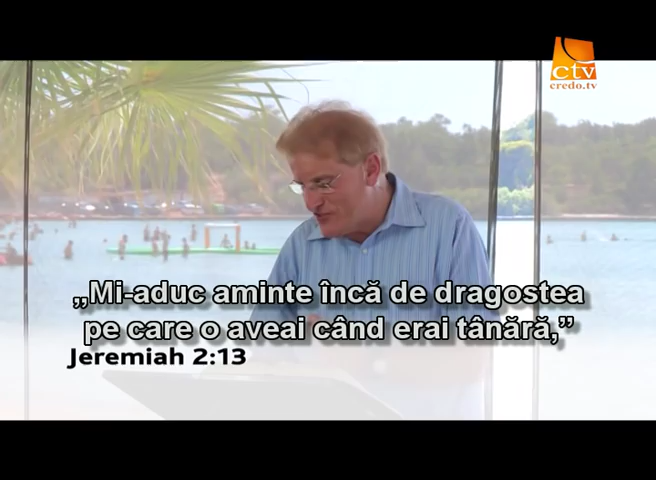 ctv
credo.tv
„Mi-aduc aminte încă de dragostea
pe care o aveai când erai tânără,”
Jeremiah 2:13